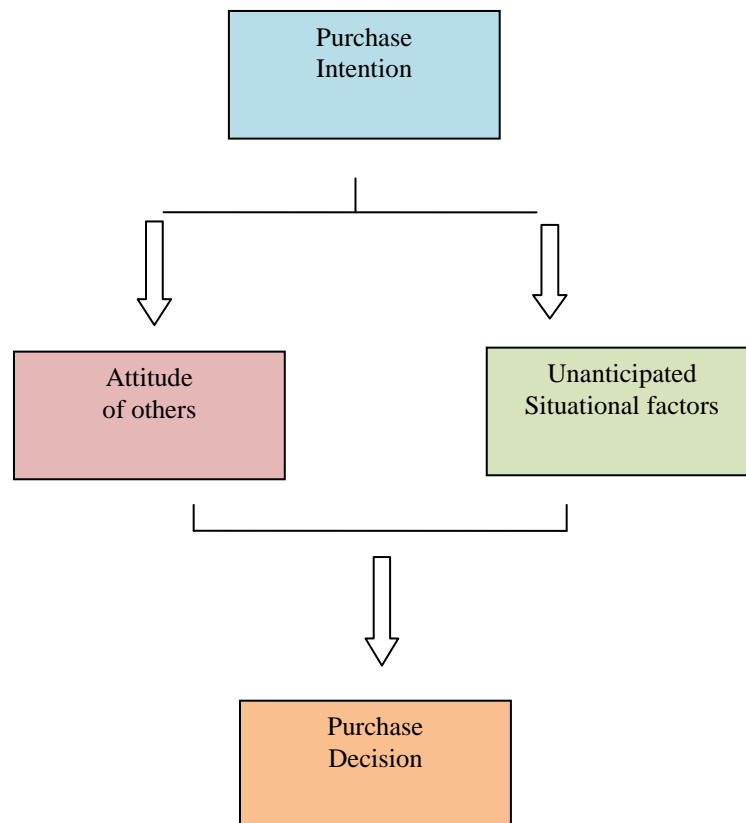 Purchase
Intention
Attitude
of others
Unanticipated
Situational factors
Purchase
Decision